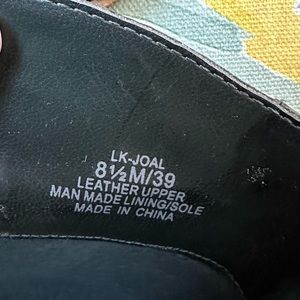 LK-JOAL
8½M/39
LEATHER UPPER
MAN MADE LINING/SOLE
MADE IN CHINA